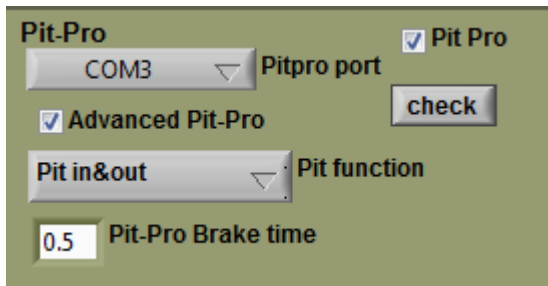 Pit-Pro
Pit Pro
COM3
Pitpro port
check
Advanced Pit-Pro
Pit in&out
Pit function
0.5
Pit-Pro Brake time